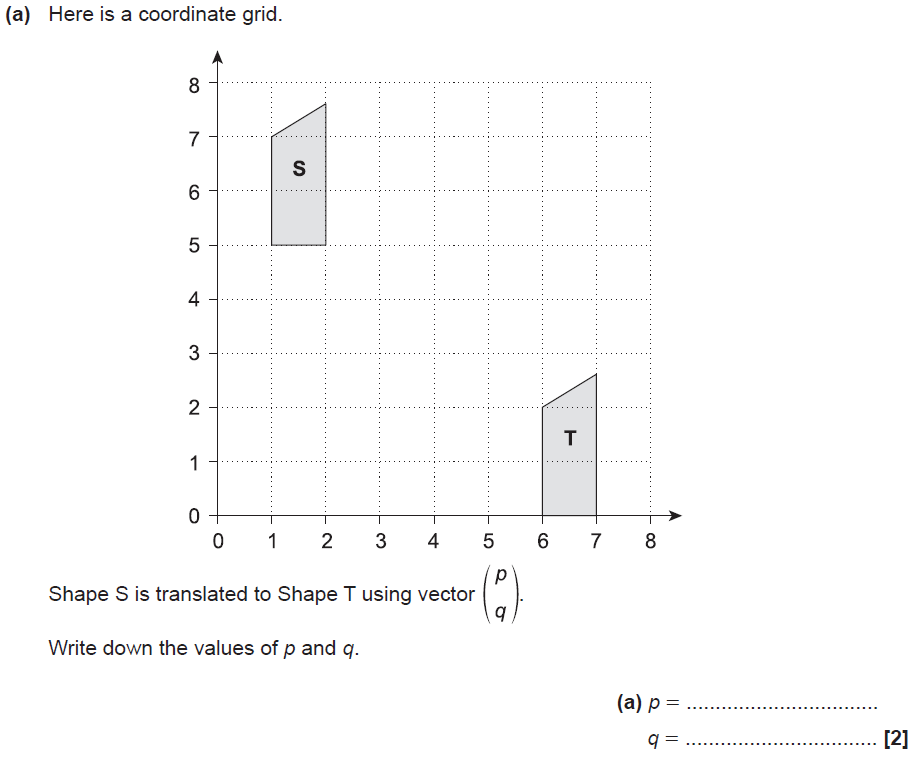 (a) Here is a coordinate grid.
8
7
S
6
5
4
3
2
T
1
0
0 1 2 3 4 5 6 7 8
Shape S is translated to Shape T using vector (p q).
Write down the values of p and q.
(a) p = .................................
q = ................................. [2]